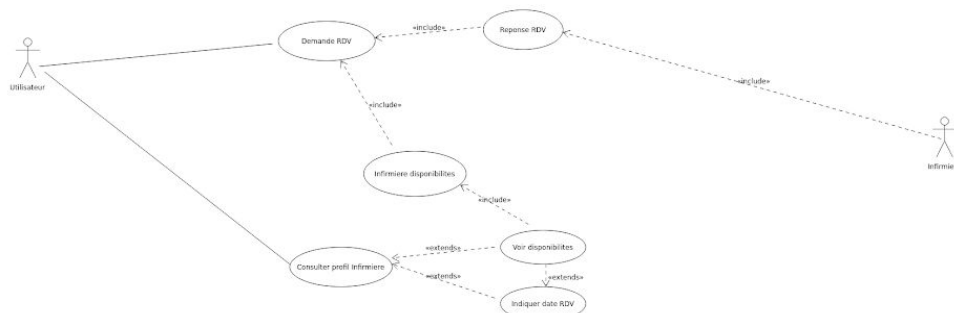 Demande RDV
«include»
Reponse RDV
Utilisateur
«include»
«include»
Infirmiere disponibilites
Infirmie
«include»
«extends»
Voir disponibilites
Consulter profil Infirmiere
«extends»
«extends»
Indiquer date RDV